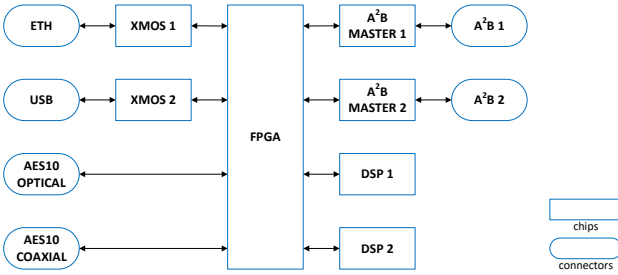 ETH
XMOS 1
A²B
MASTER 1
A²B 1
USB
XMOS 2
FPGA
A²B
MASTER 2
A²B 2
AES10
OPTICAL
DSP 1
AES10
COAXIAL
DSP 2
chips
connectors